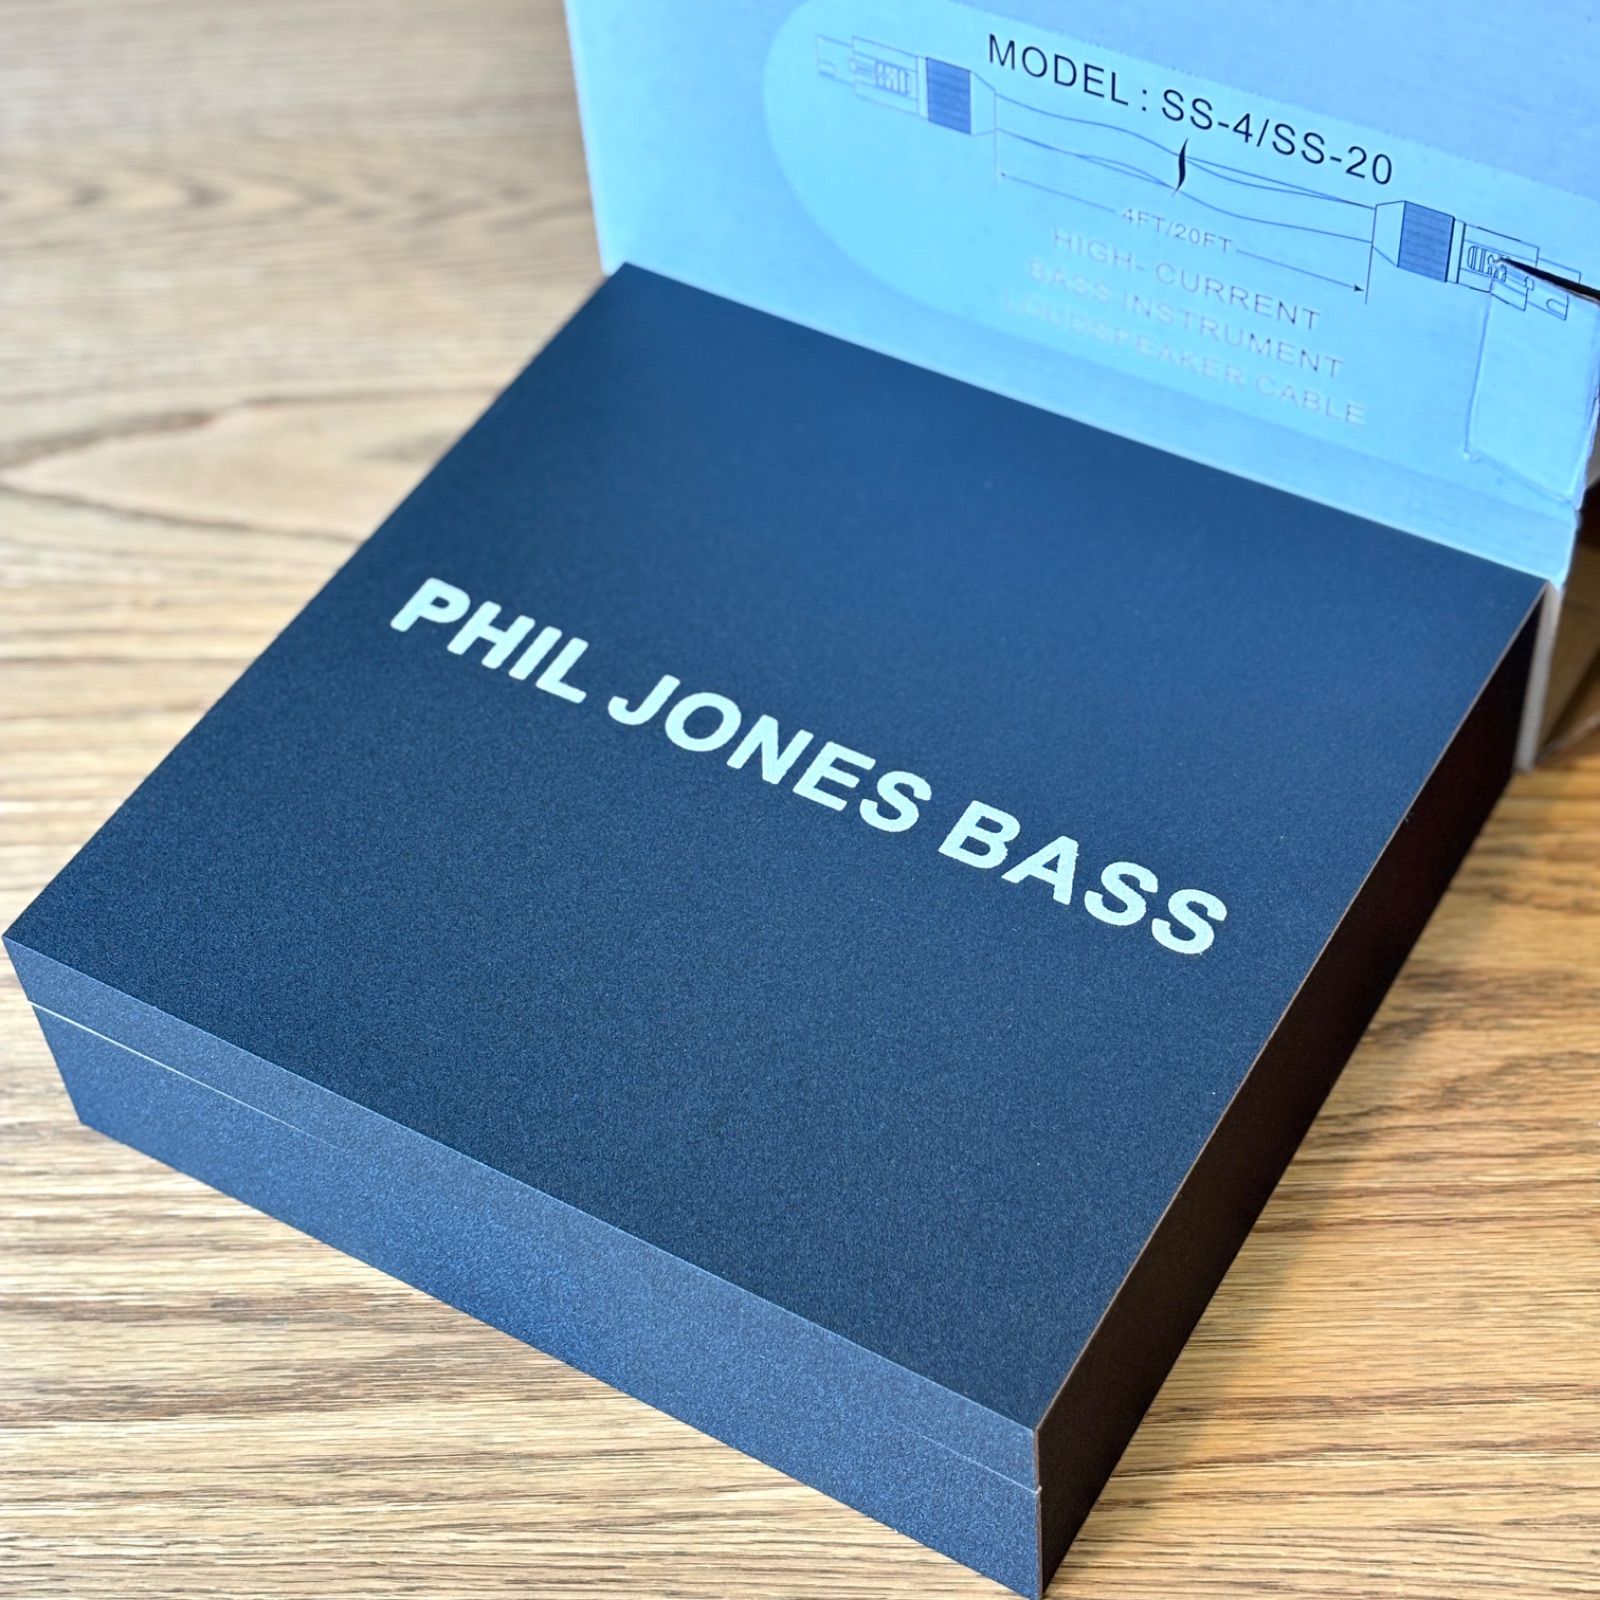 MODEL : SS-4/SS-20
4FT/20FT
HIGH- CURRENT
BASS INSTRUMENT
LOUDSPEAKER CABLE
PHIL JONES BASS